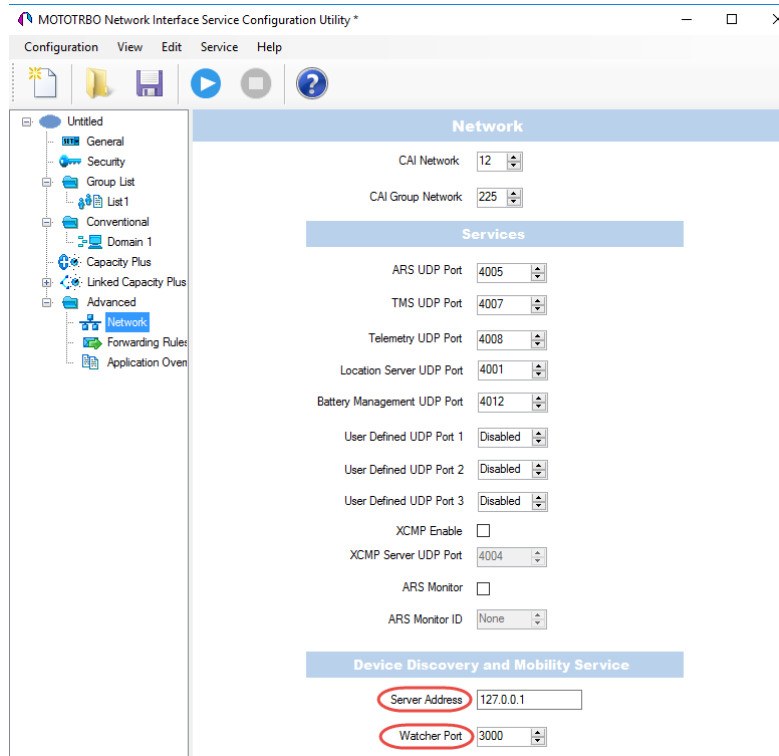 MOTOTRBO Network Interface Service Configuration Utility *
Configuration View Edit Service Help
Untitled
General
Security
Group List
List1
Conventional
Domain 1
Capacity Plus
Linked Capacity Plus
Advanced
Network
Forwarding Rules
Application Over
Network
CAI Network 12
CAI Group Network 225
Services
ARS UDP Port 4005
TMS UDP Port 4007
Telemetry UDP Port 4008
Location Server UDP Port 4001
Battery Management UDP Port 4012
User Defined UDP Port 1 Disabled
User Defined UDP Port 2 Disabled
User Defined UDP Port 3 Disabled
XCMP Enable
XCMP Server UDP Port 4004
ARS Monitor
ARS Monitor ID None
Device Discovery and Mobility Service
Server Address 127.0.0.1
Watcher Port 3000